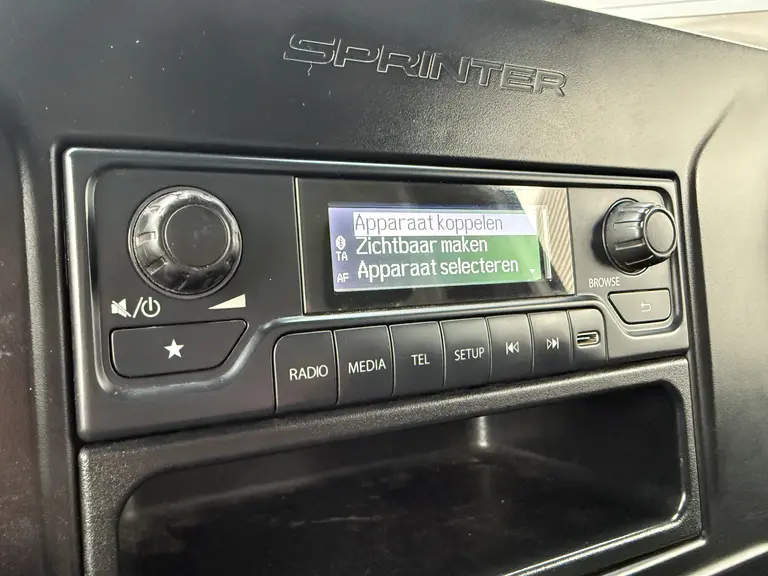 SPRINTER
Apparaat koppelen
Zichtbaar maken
TA
Apparaat selecteren
AF
BROWSE
RADIO
MEDIA
TEL
SETUP